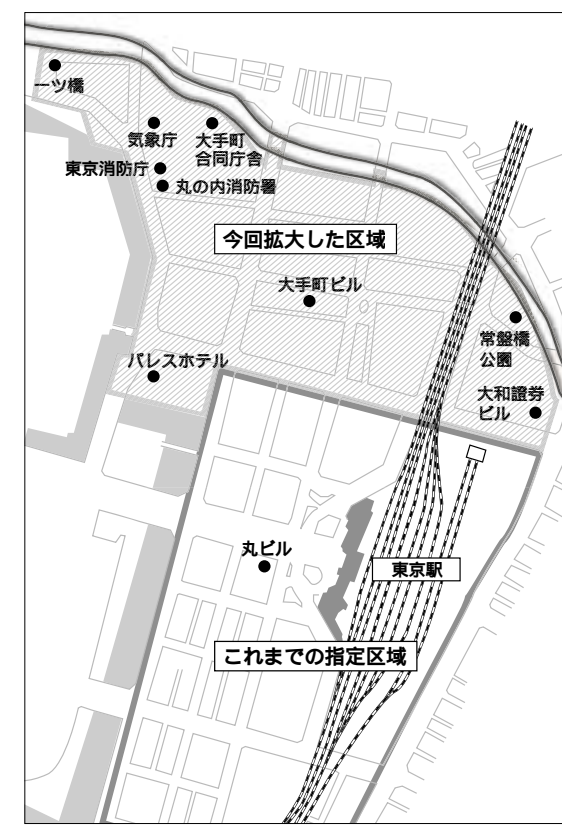 一ツ橋
気象庁
大手町
合同庁舎
東京消防庁
丸の内消防署
今回拡大した区域
大手町ビル
常盤橋
公園
パレスホテル
大和證券
ビル
丸ビル
東京駅
これまでの指定区域